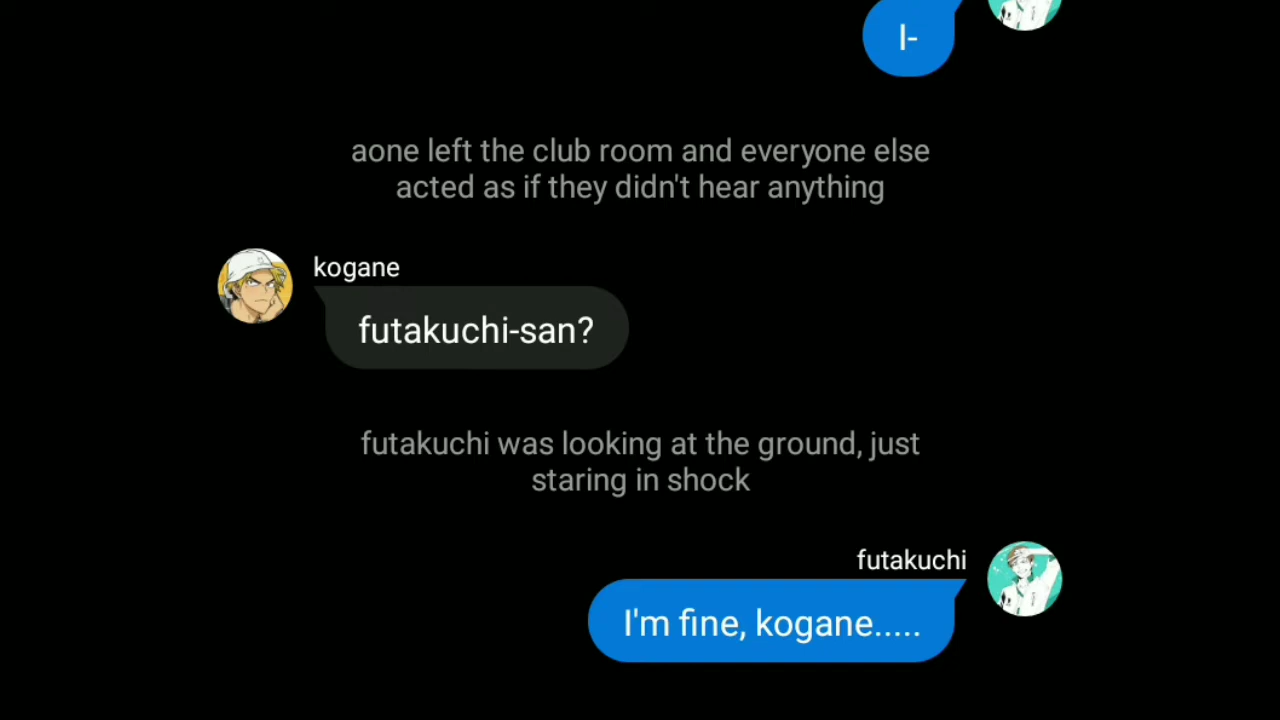 I-
aone left the club room and everyone else
acted as if they didn't hear anything
kogane
futakuchi-san?
futakuchi was looking at the ground, just
staring in shock
futakuchi
I'm fine, kogane.....